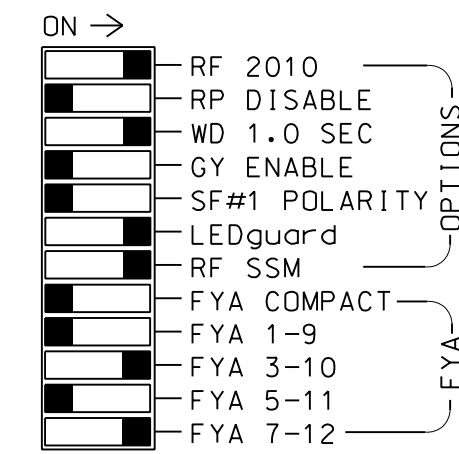 ON →
RF 2010
RP DISABLE
WD 1.0 SEC
GY ENABLE
SF#1 POLARITY
LEDguard
RF SSM
FYA COMPACT
FYA 1-9
FYA 3-10
FYA 5-11
FYA 7-12
OPTIONS
FYA